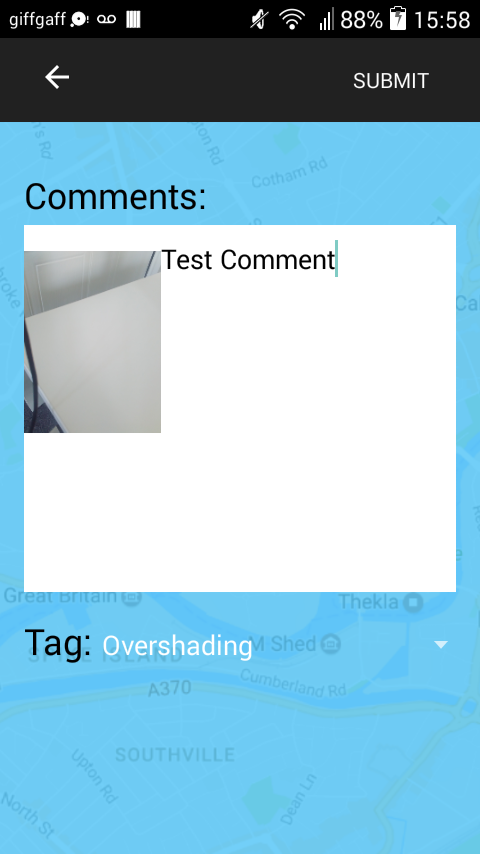 giffgaff 88% 15:58
SUBMIT
Cotham Rd
Comments:
Test Comment
Great Britain
Thekla
Tag: Overshading
M Shed
Cumberland Rd
A370
SOUTHVILLE
Upton Rd
Dean Ln
North St